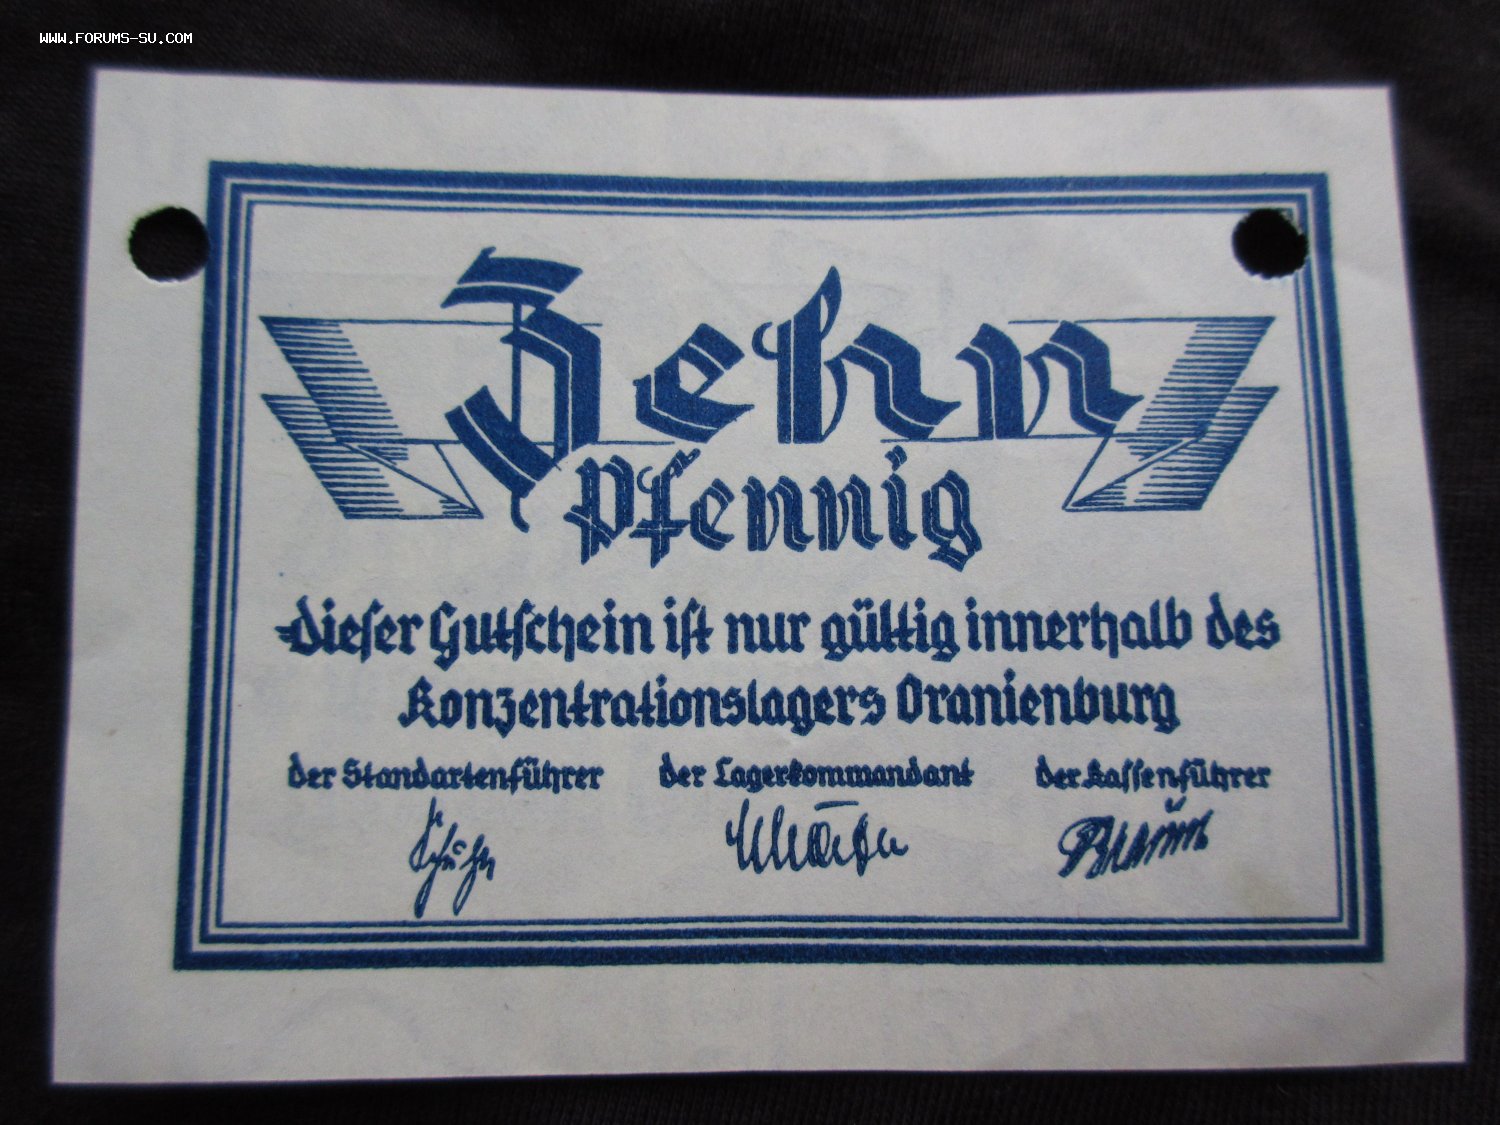 WWW.FORUMS-SU.COM
Zehn
Pfennig
Dieser Gutschein ist nur gültig innerhalb des
Konzentrationslagers Oranienburg
der Standartenführer der Lagerkommandant der Kassenführer